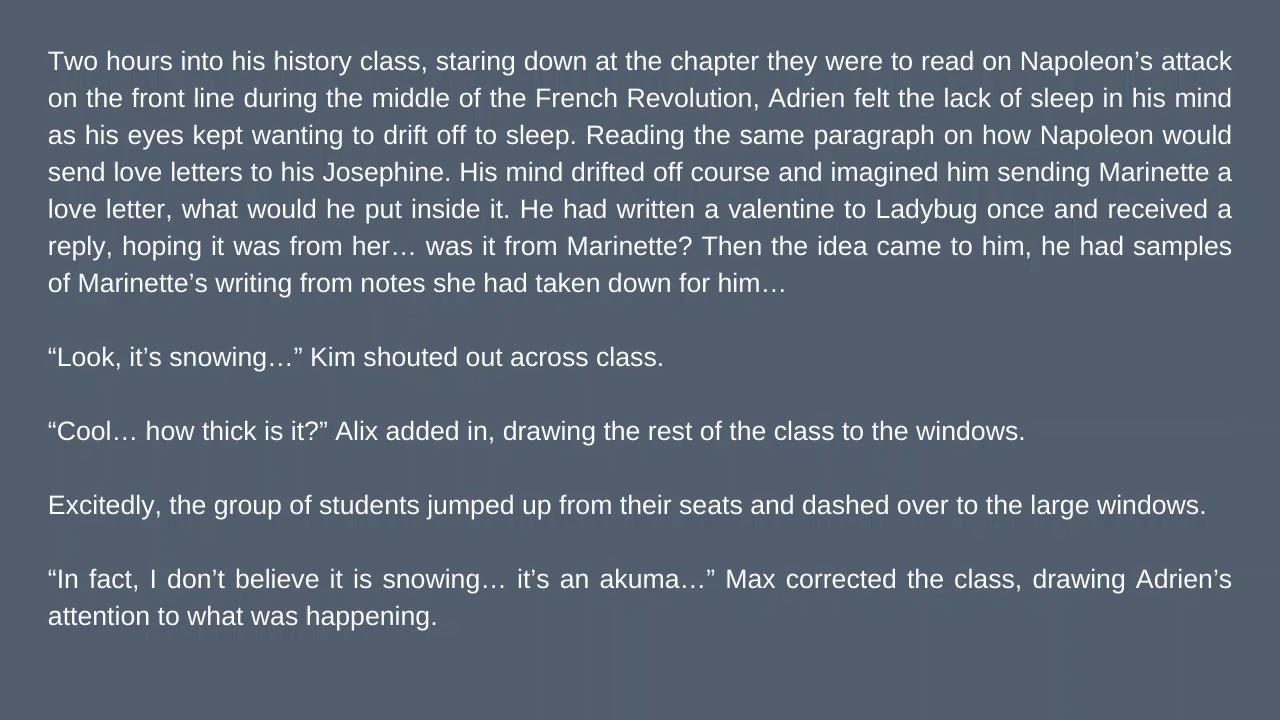 Two hours into his history class, staring down at the chapter they were to read on Napoleon’s attack
on the front line during the middle of the French Revolution, Adrien felt the lack of sleep in his mind
as his eyes kept wanting to drift off to sleep. Reading the same paragraph on how Napoleon would
send love letters to his Josephine. His mind drifted off course and imagined him sending Marinette a
love letter, what would he put inside it. He had written a valentine to Ladybug once and received a
reply, hoping it was from her… was it from Marinette? Then the idea came to him, he had samples
of Marinette’s writing from notes she had taken down for him…
“Look, it’s snowing…” Kim shouted out across class.
“Cool… how thick is it?” Alix added in, drawing the rest of the class to the windows.
Excitedly, the group of students jumped up from their seats and dashed over to the large windows.
“In fact, I don’t believe it is snowing… it’s an akuma…” Max corrected the class, drawing Adrien’s
attention to what was happening.